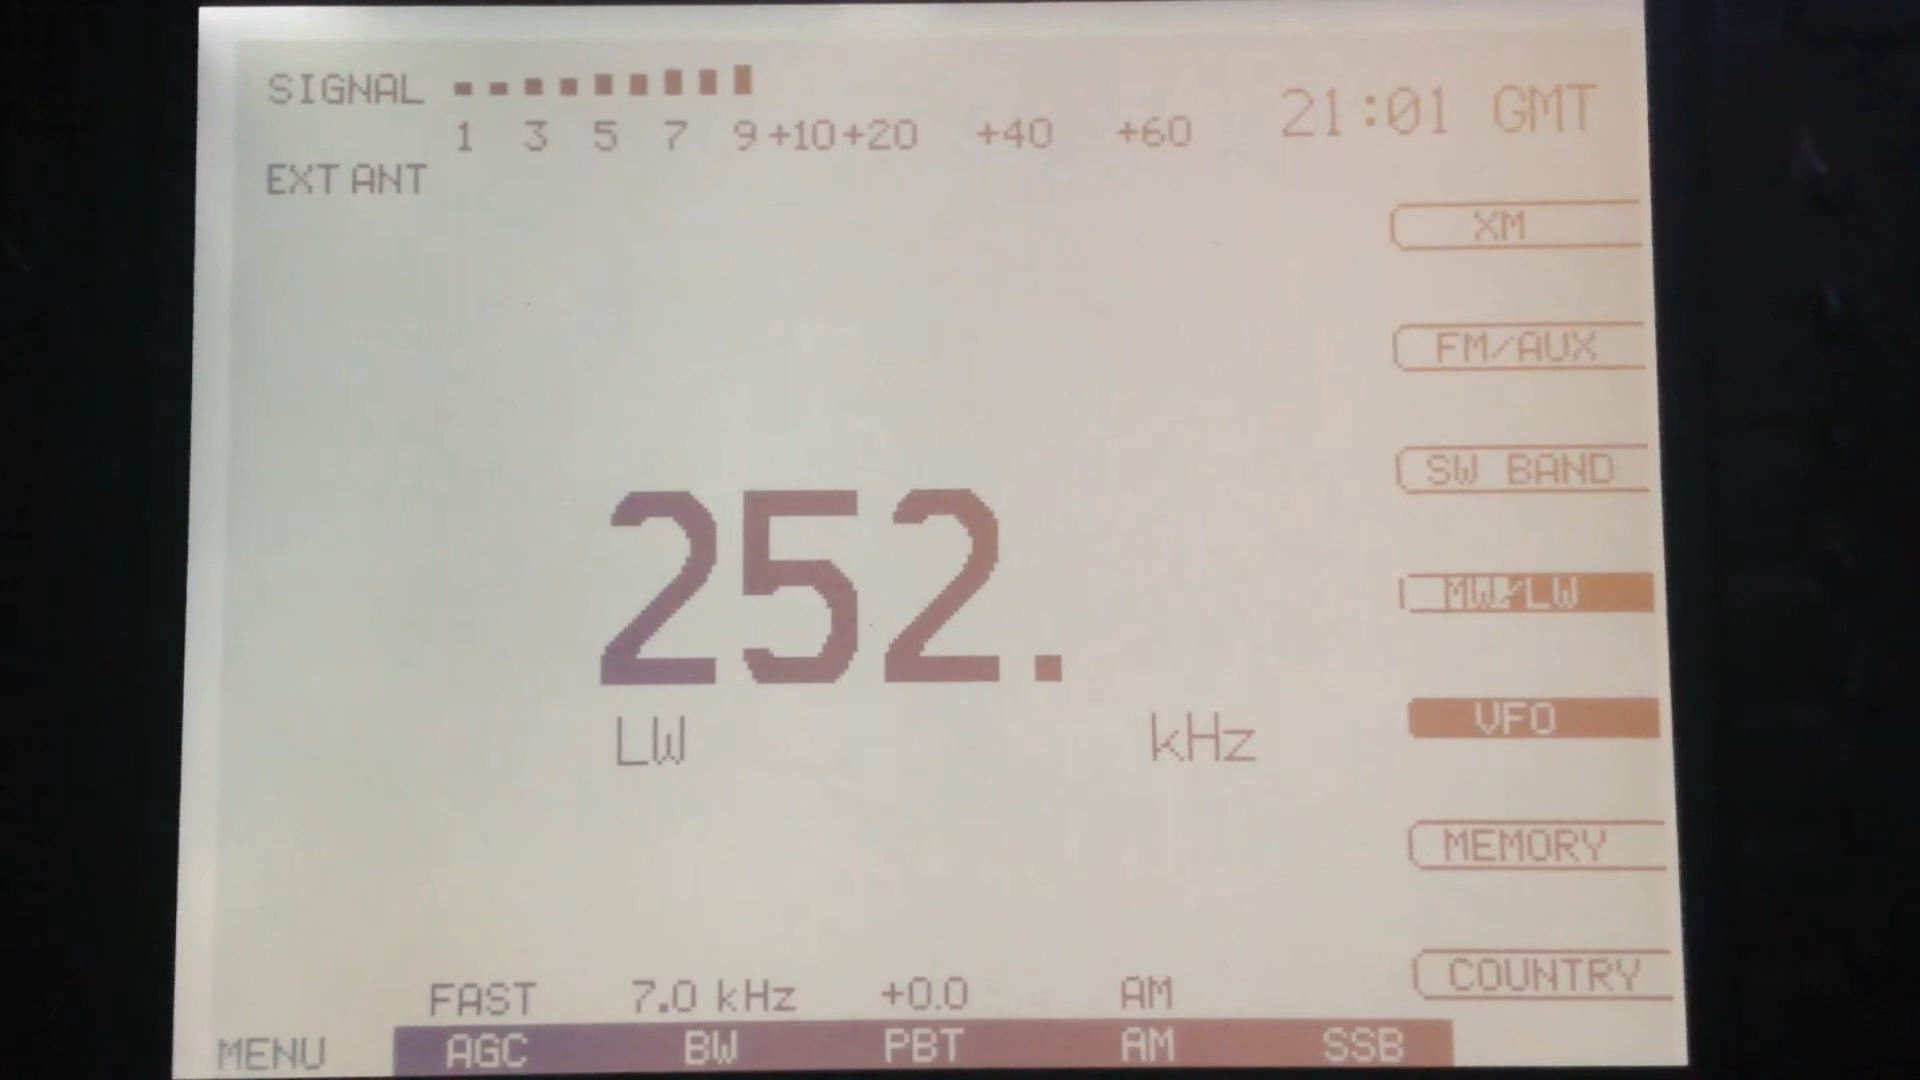 SIGNAL
21:01 GMT
1 3 5 7 9 +10 +20 +40 +60
EXT ANT
XM
FM/AUX
SW BAND
MW/LW
252.
LW kHz
VFO
MEMORY
COUNTRY
FAST 7.0 kHz +0.0 AM
MENU AGC BW PBT AM SSB